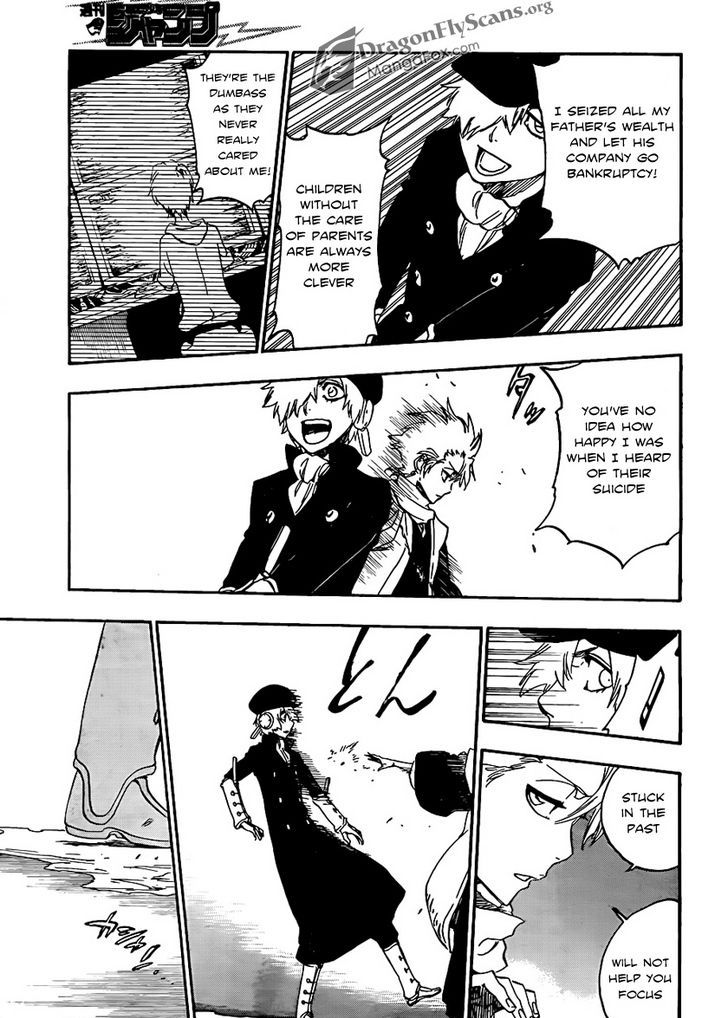 週刊
ジャンプ
DragonFlyScans.org
MangaFox.com
I SEIZED ALL MY
FATHER'S WEALTH
AND LET HIS
COMPANY GO
BANKRUPTCY!
CHILDREN
WITHOUT
THE CARE
OF PARENTS
ARE ALWAYS
MORE
CLEVER
THEY'RE THE
DUMBASS
AS THEY
NEVER
REALLY
CARED
ABOUT ME!
YOU'VE NO
IDEA HOW
HAPPY I WAS
WHEN I HEARD
OF THEIR
SUICIDE
とん
STUCK
IN THE
PAST
WILL NOT
HELP YOU
FOCUS